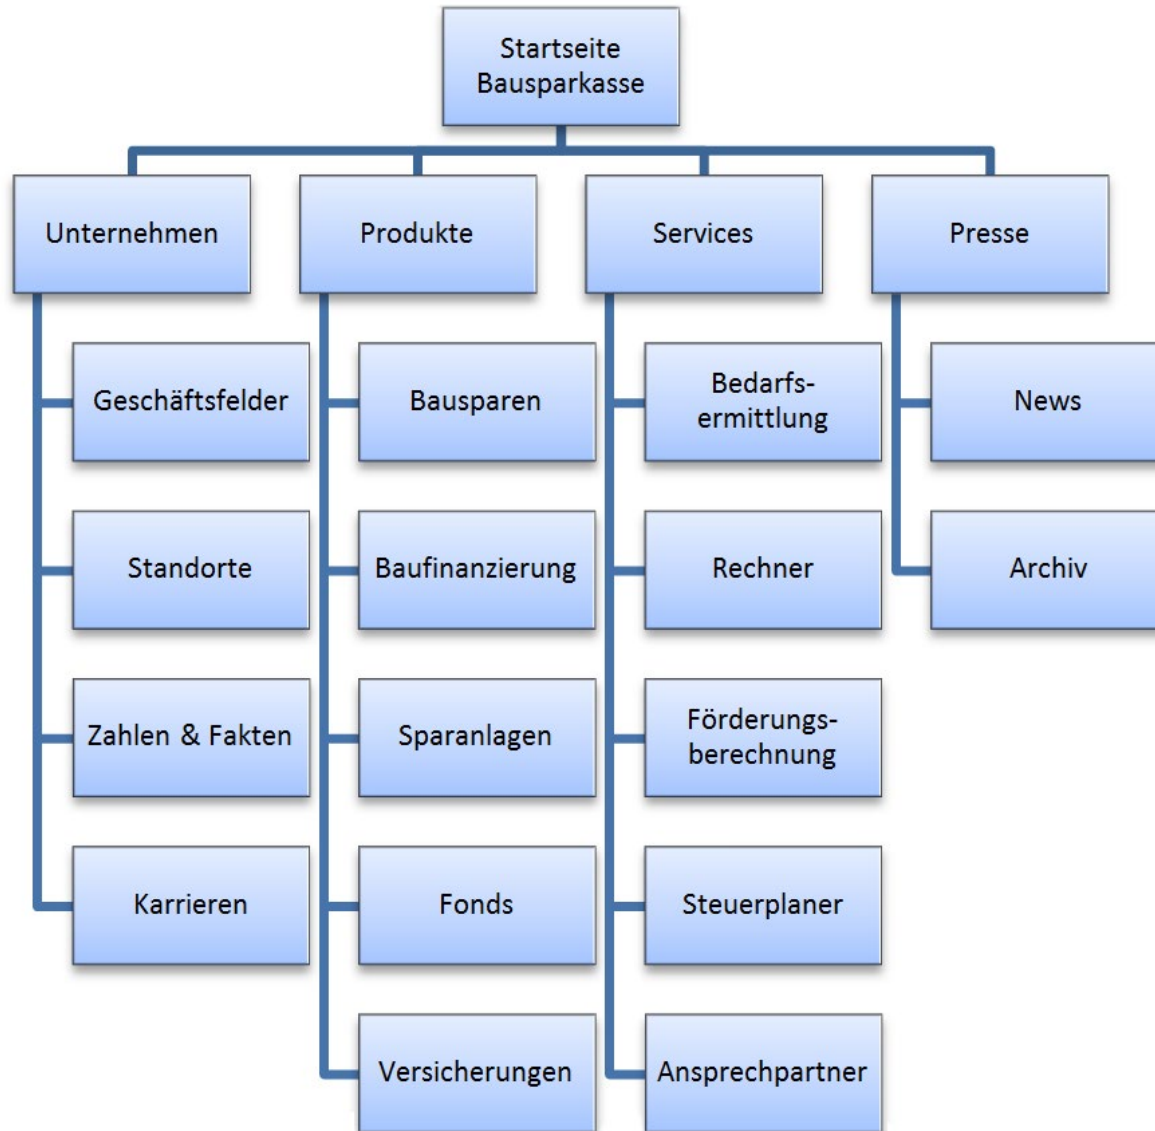 Startseite
Bausparkasse
Unternehmen
Produkte
Services
Presse
Geschäftsfelder
Bausparen
Bedarfs-
ermittlung
News
Standorte
Baufinanzierung
Rechner
Archiv
Zahlen & Fakten
Sparanlagen
Förderungs-
berechnung
Karrieren
Fonds
Steuerplaner
Versicherungen
Ansprechpartner